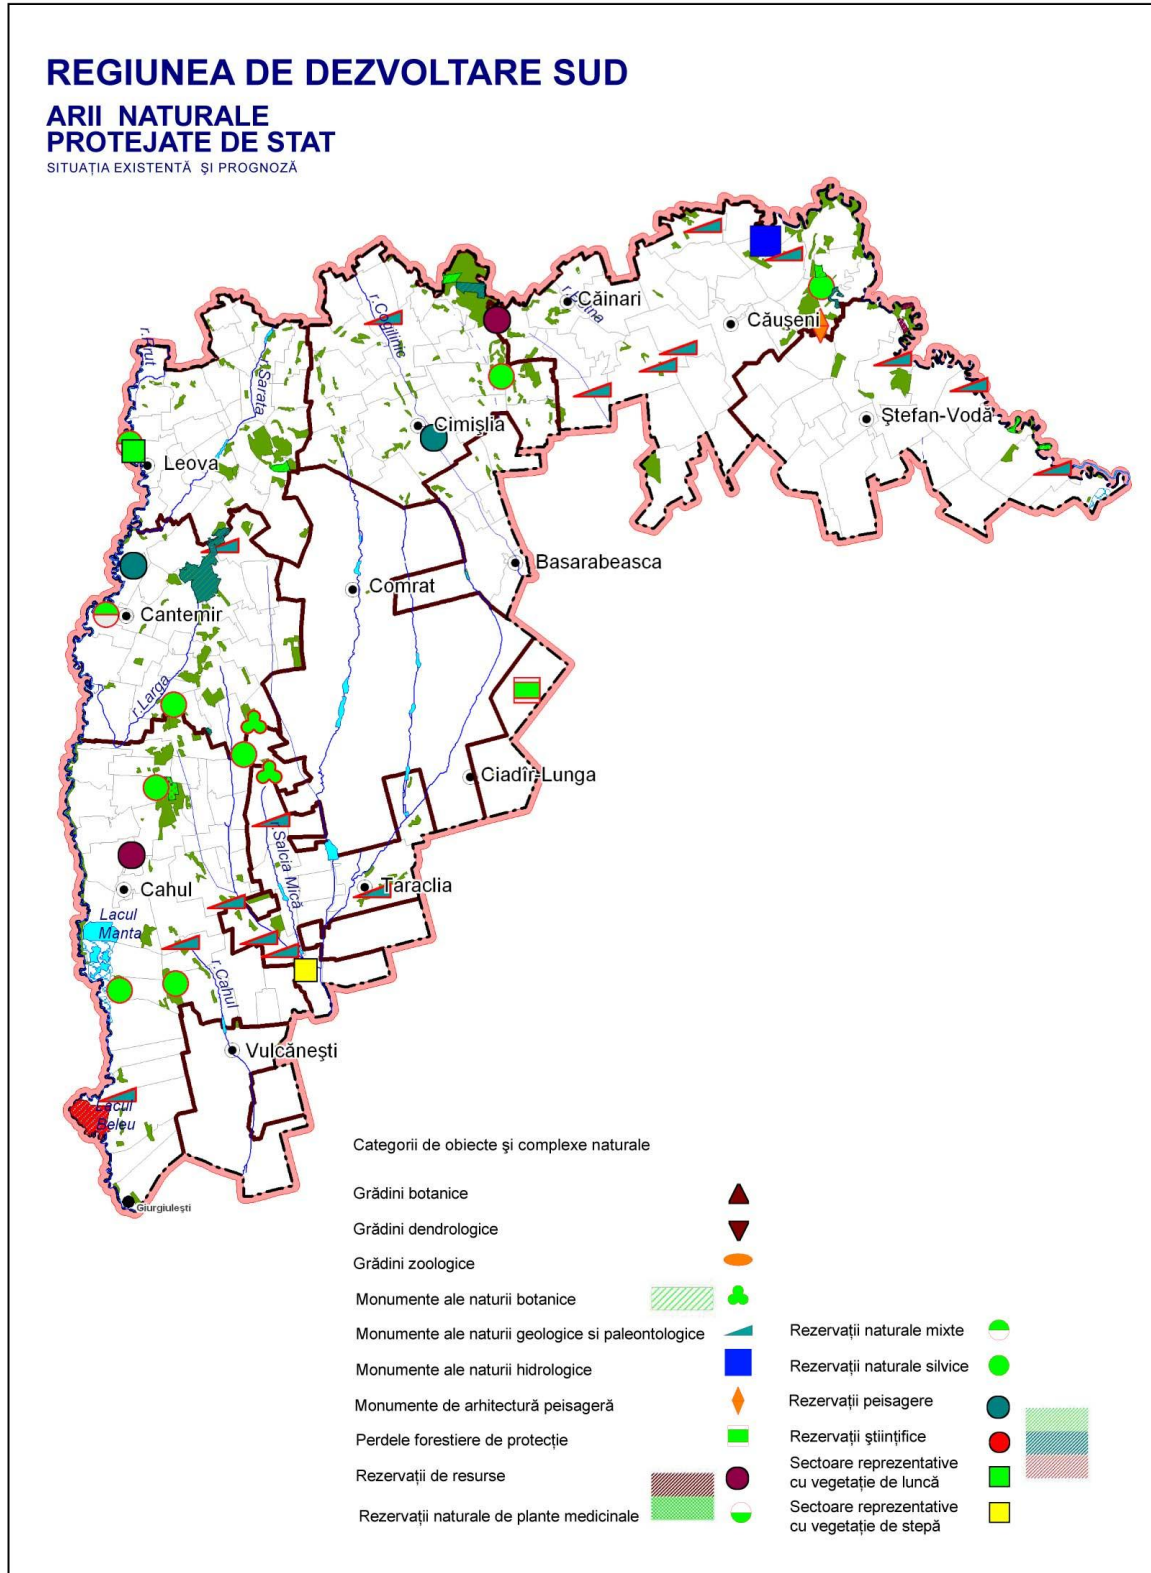 REGIUNEA DE DEZVOLTARE SUD
ARII NATURALE
PROTEJATE DE STAT
SITUAȚIA EXISTENTĂ ȘI PROGNOZĂ
r.Prut
r.Sarata
r.Cogîlnic
Căinari
Căușeni
Cimișlia
Ștefan-Vodă
Leova
Basarabeasca
Comrat
Cantemir
r.Larga
Ciadîr-Lunga
r.Salcia Mică
Taraclia
Cahul
Lacul
Manta
r.Cahul
Vulcănești
Lacul
Beleu
Giurgiulești
Categorii de obiecte și complexe naturale
Grădini botanice
Grădini dendrologice
Grădini zoologice
Monumente ale naturii botanice
Monumente ale naturii geologice si paleontologice
Monumente ale naturii hidrologice
Monumente de arhitectură peisageră
Perdele forestiere de protecție
Rezervații de resurse
Rezervații naturale de plante medicinale
Rezervații naturale mixte
Rezervații naturale silvice
Rezervații peisagere
Rezervații științifice
Sectoare reprezentative
cu vegetație de luncă
Sectoare reprezentative
cu vegetație de stepă